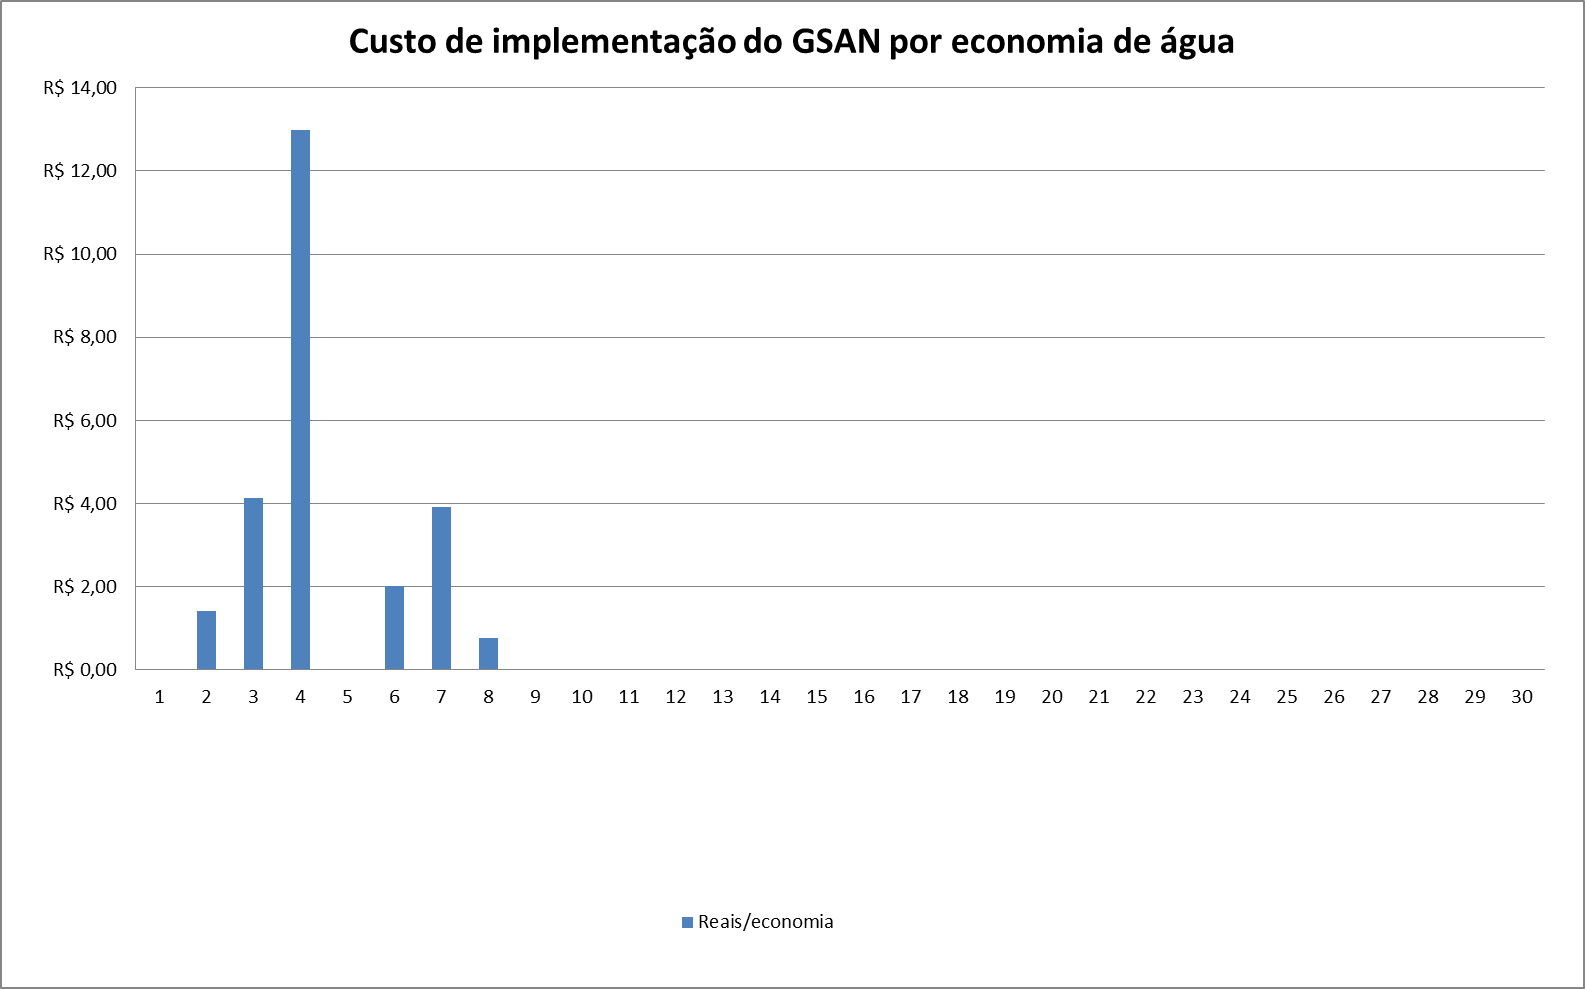 Custo de implementação do GSAN por economia de água
R$ 14,00
R$ 12,00
R$ 10,00
R$ 8,00
R$ 6,00
R$ 4,00
R$ 2,00
R$ 0,00
1 2 3 4 5 6 7 8 9 10 11 12 13 14 15 16 17 18 19 20 21 22 23 24 25 26 27 28 29 30
Reais/economia